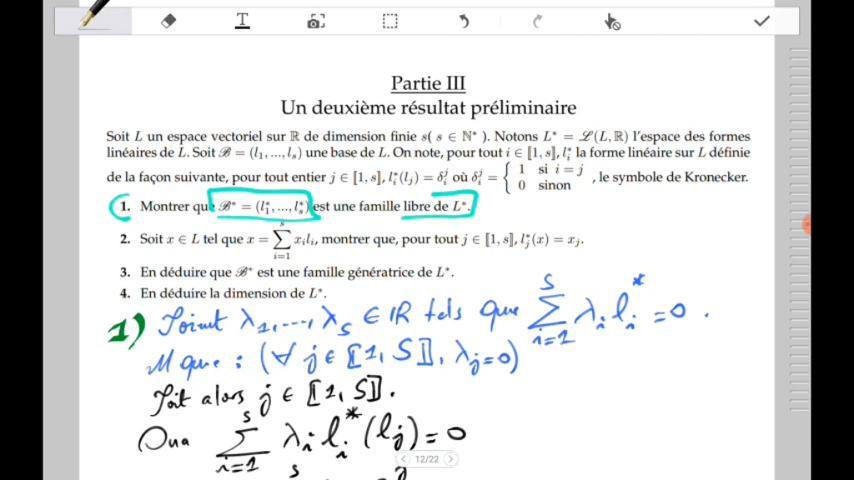 Partie III
Un deuxième résultat préliminaire
Soit L un espace vectoriel sur ℝ de dimension finie s( s ∈ ℕ* ). Notons L* = ℒ(L, ℝ) l'espace des formes
linéaires de L. Soit ℬ = (l₁, ..., lₛ) une base de L. On note, pour tout i ∈ ⟦1, s⟧, lᵢ* la forme linéaire sur L définie
de la façon suivante, pour tout entier j ∈ ⟦1, s⟧, lᵢ*(lⱼ) = δᵢʲ où δᵢʲ = { 1 si i = j
0 sinon , le symbole de Kronecker.
1. Montrer que ℬ* = (l₁*, ..., lₛ*) est une famille libre de L*.
2. Soit x ∈ L tel que x = ∑_{i=1}^{s} xᵢlᵢ, montrer que, pour tout j ∈ ⟦1, s⟧, lⱼ*(x) = xⱼ.
3. En déduire que ℬ* est une famille génératrice de L*.
4. En déduire la dimension de L*.
1) Soient λ₁, ..., λₛ ∈ ℝ tels que ∑_{i=1}^{s} λᵢ lᵢ* = 0 .
M que : (∀ j ∈ ⟦1, s⟧, λⱼ = 0)
Soit alors j ∈ ⟦1, s⟧.
On a ∑_{i=1}^{s} λᵢ lᵢ*(lⱼ) = 0
12/22